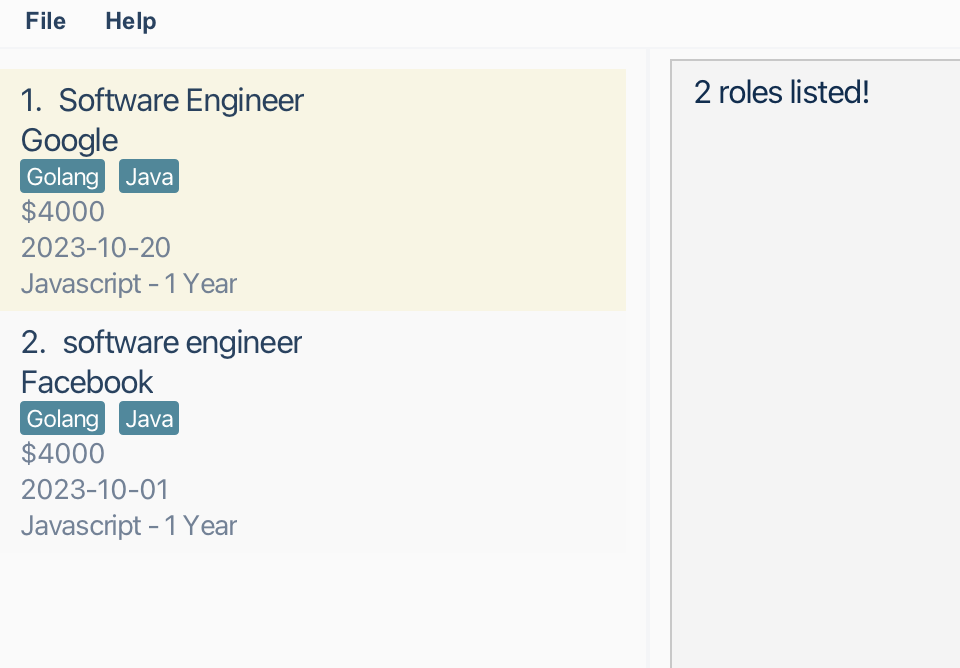 File Help
1. Software Engineer
Google
Golang Java
$4000
2023-10-20
Javascript - 1 Year
2. software engineer
Facebook
Golang Java
$4000
2023-10-01
Javascript - 1 Year
2 roles listed!